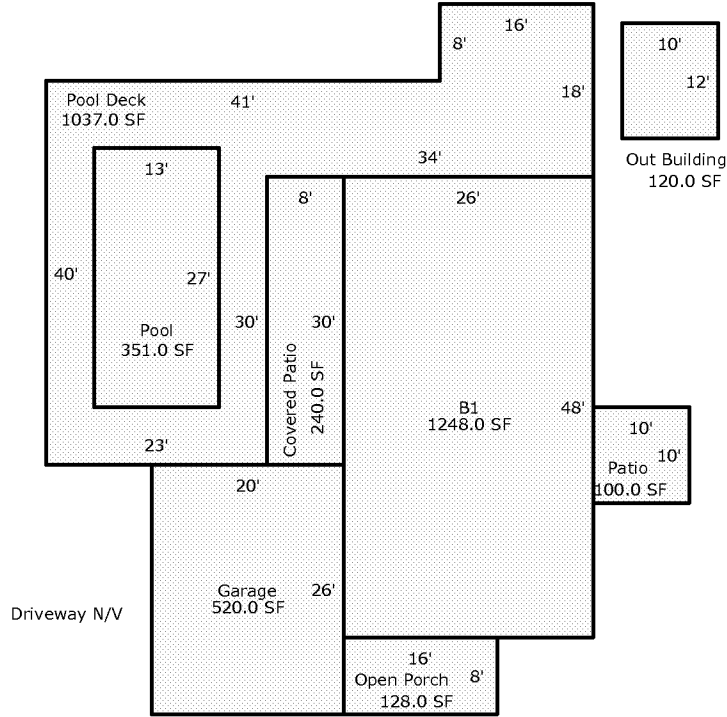 16'
8'
18'
10'
12'
Out Building
120.0 SF
Pool Deck
1037.0 SF
41'
34'
13'
27'
Pool
351.0 SF
40'
30'
23'
8'
30'
Covered Patio
240.0 SF
26'
48'
B1
1248.0 SF
10'
10'
Patio
100.0 SF
20'
26'
Garage
520.0 SF
Driveway N/V
16'
8'
Open Porch
128.0 SF